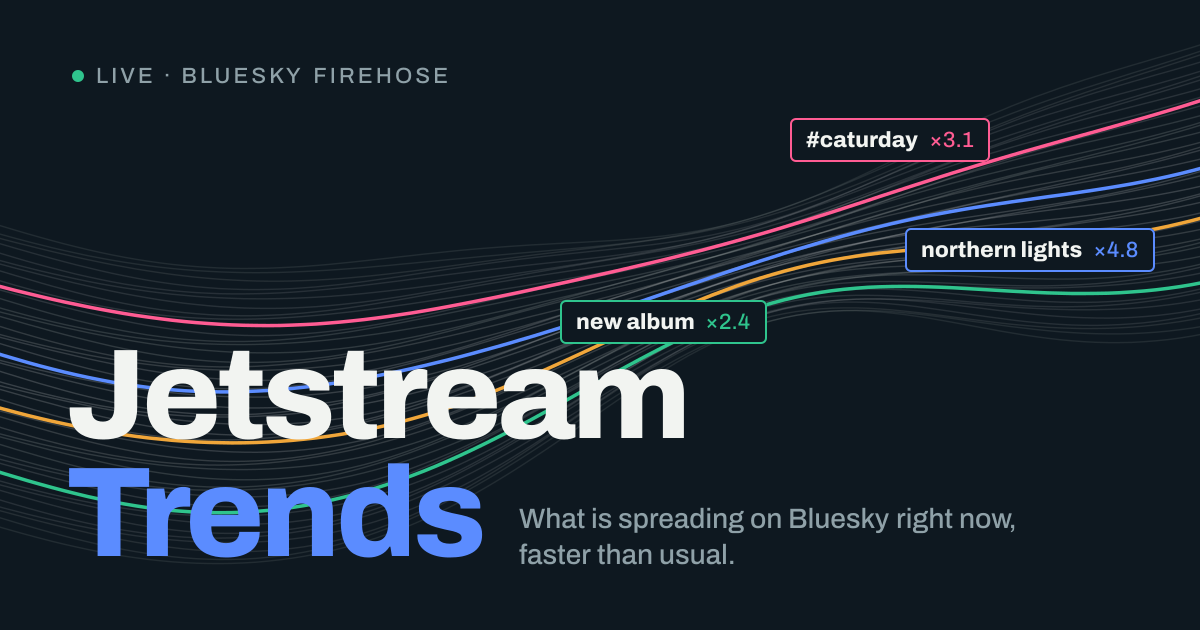 LIVE · BLUESKY FIREHOSE
#caturday ×3.1
northern lights ×4.8
new album ×2.4
Jetstream
Trends
What is spreading on Bluesky right now,
faster than usual.